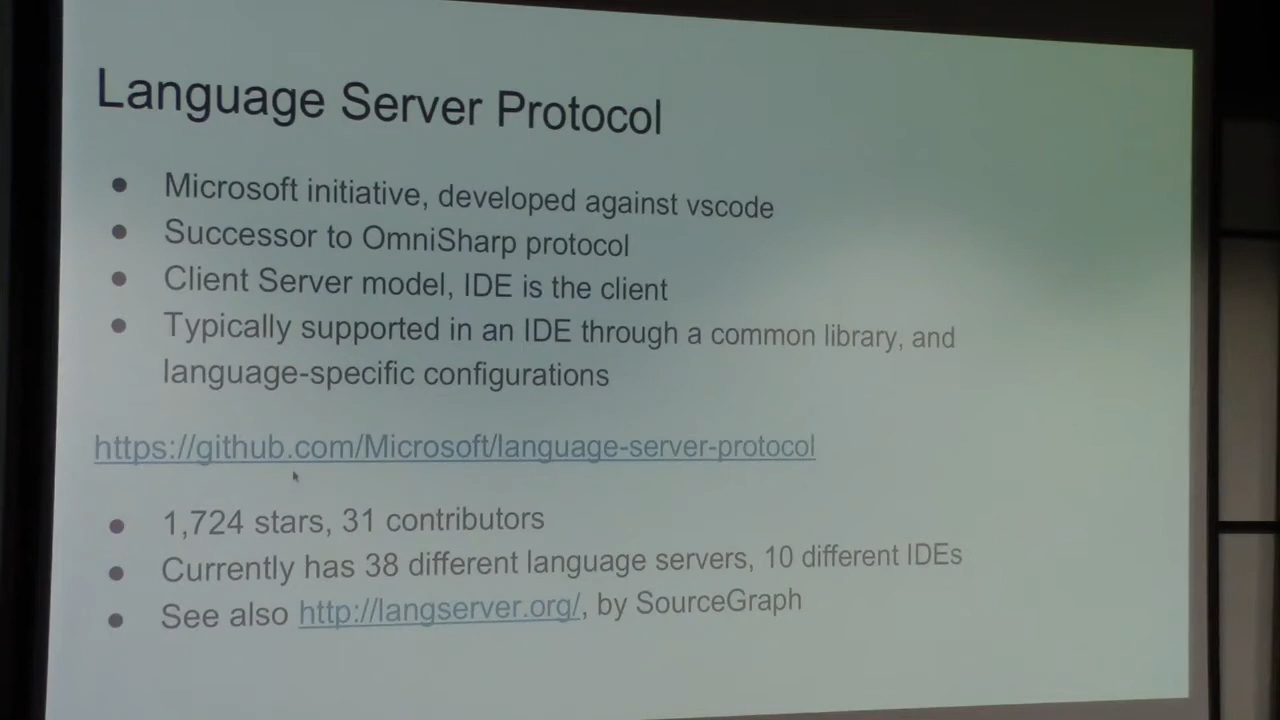 Language Server Protocol
● Microsoft initiative, developed against vscode
● Successor to OmniSharp protocol
● Client Server model, IDE is the client
● Typically supported in an IDE through a common library, and
language-specific configurations
https://github.com/Microsoft/language-server-protocol
● 1,724 stars, 31 contributors
● Currently has 38 different language servers, 10 different IDEs
● See also http://langserver.org/, by SourceGraph